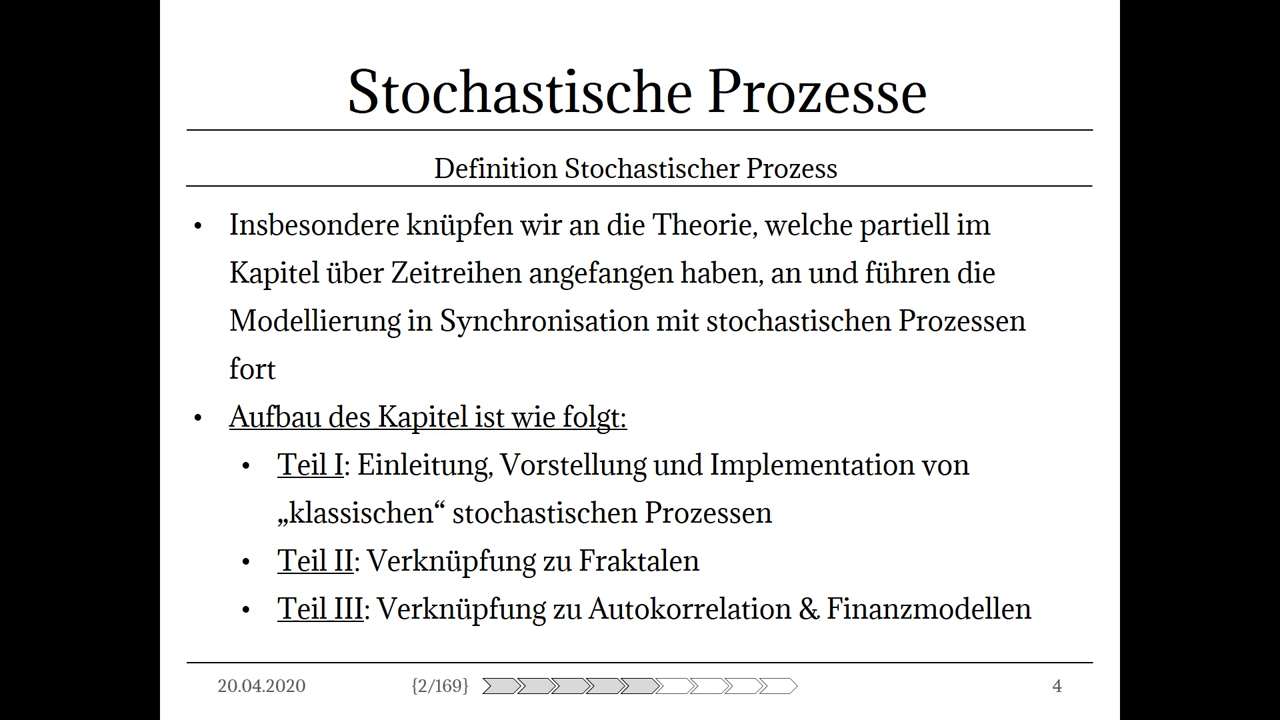 Stochastische Prozesse
Definition Stochastischer Prozess
• Insbesondere knüpfen wir an die Theorie, welche partiell im
Kapitel über Zeitreihen angefangen haben, an und führen die
Modellierung in Synchronisation mit stochastischen Prozessen
fort
• Aufbau des Kapitel ist wie folgt:
• Teil I: Einleitung, Vorstellung und Implementation von
„klassischen“ stochastischen Prozessen
• Teil II: Verknüpfung zu Fraktalen
• Teil III: Verknüpfung zu Autokorrelation & Finanzmodellen
20.04.2020 {2/169} 4